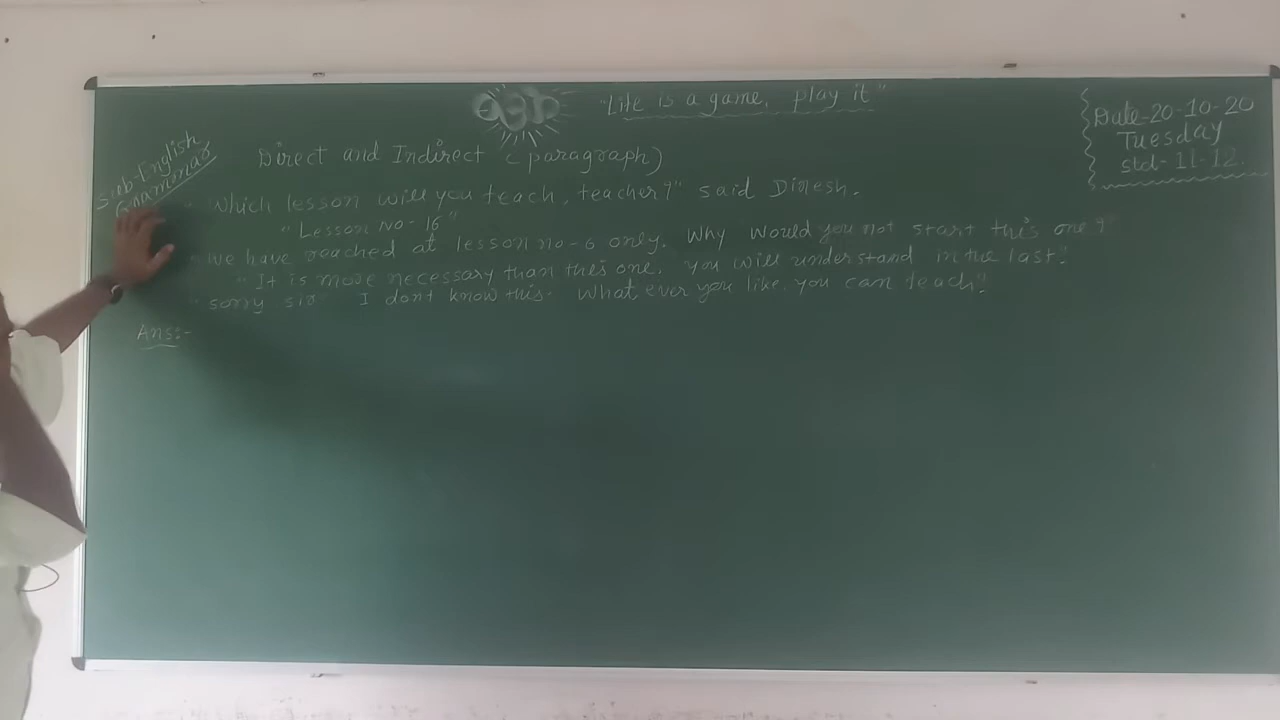 "Life is a game, play it"
Date-20-10-20
Tuesday
Std-11-12.
Sub-English
Grammar
Direct and Indirect (paragraph)
"Which lesson will you teach, teacher?" said Dinesh.
"Lesson No-16"
"We have reached at lesson no-6 only. Why would you not start this one?"
"It is more necessary than this one. You will understand in the last."
"Sorry sir I don't know this. What ever you like, you can teach."
Ans:-